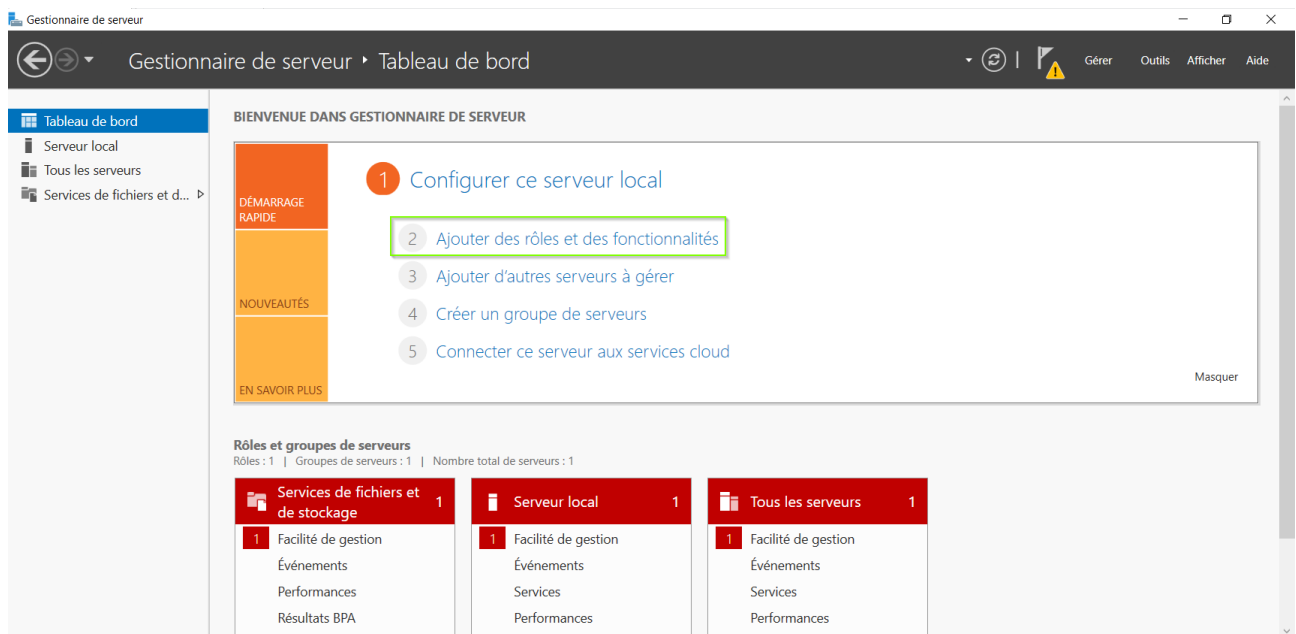 Gestionnaire de serveur
Gestionnaire de serveur ‣ Tableau de bord
Gérer Outils Afficher Aide
Tableau de bord
Serveur local
Tous les serveurs
Services de fichiers et d...
BIENVENUE DANS GESTIONNAIRE DE SERVEUR
DÉMARRAGE
RAPIDE
NOUVEAUTÉS
EN SAVOIR PLUS
1 Configurer ce serveur local
2 Ajouter des rôles et des fonctionnalités
3 Ajouter d’autres serveurs à gérer
4 Créer un groupe de serveurs
5 Connecter ce serveur aux services cloud
Masquer
Rôles et groupes de serveurs
Rôles : 1 | Groupes de serveurs : 1 | Nombre total de serveurs : 1
Services de fichiers et
de stockage
1
1 Facilité de gestion
Événements
Performances
Résultats BPA
Serveur local 1
1 Facilité de gestion
Événements
Services
Performances
Tous les serveurs 1
1 Facilité de gestion
Événements
Services
Performances